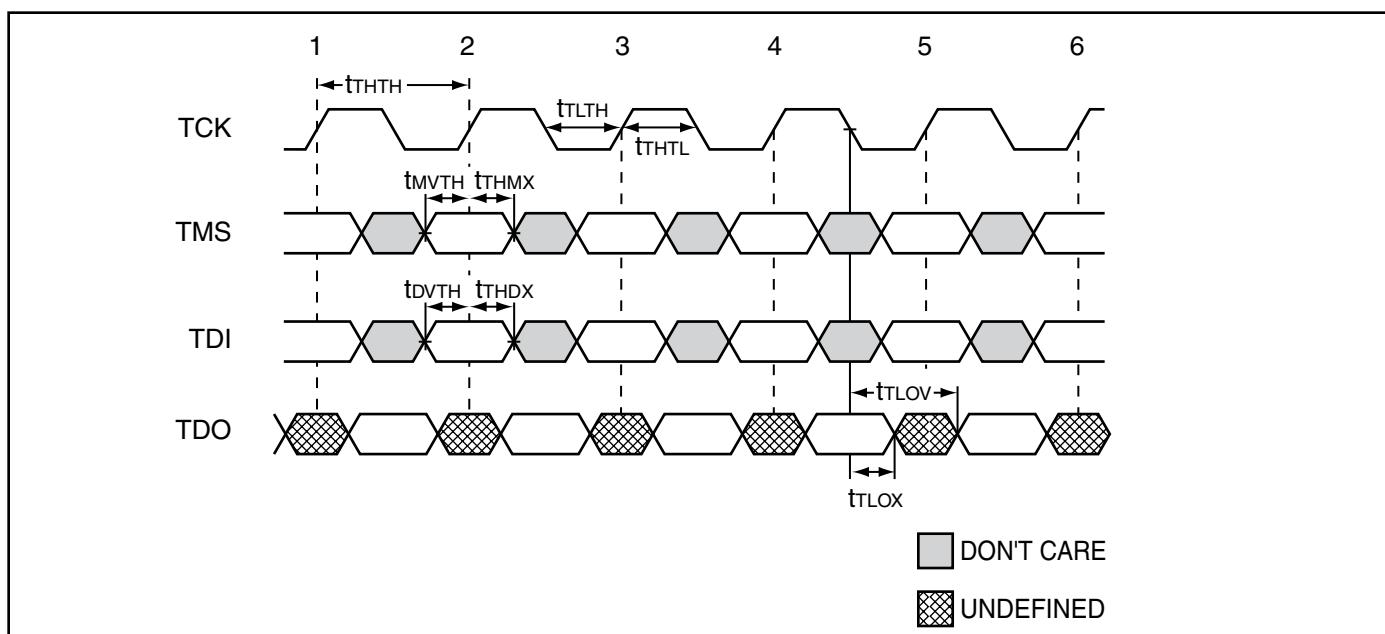 1 2 3 4 5 6
tTHTH
tTLTH
TCK
tTHTL
tMVTH tTHMX
TMS
tDVTH tTHDX
TDI
tTLOV
TDO
tTLOX
DON'T CARE
UNDEFINED